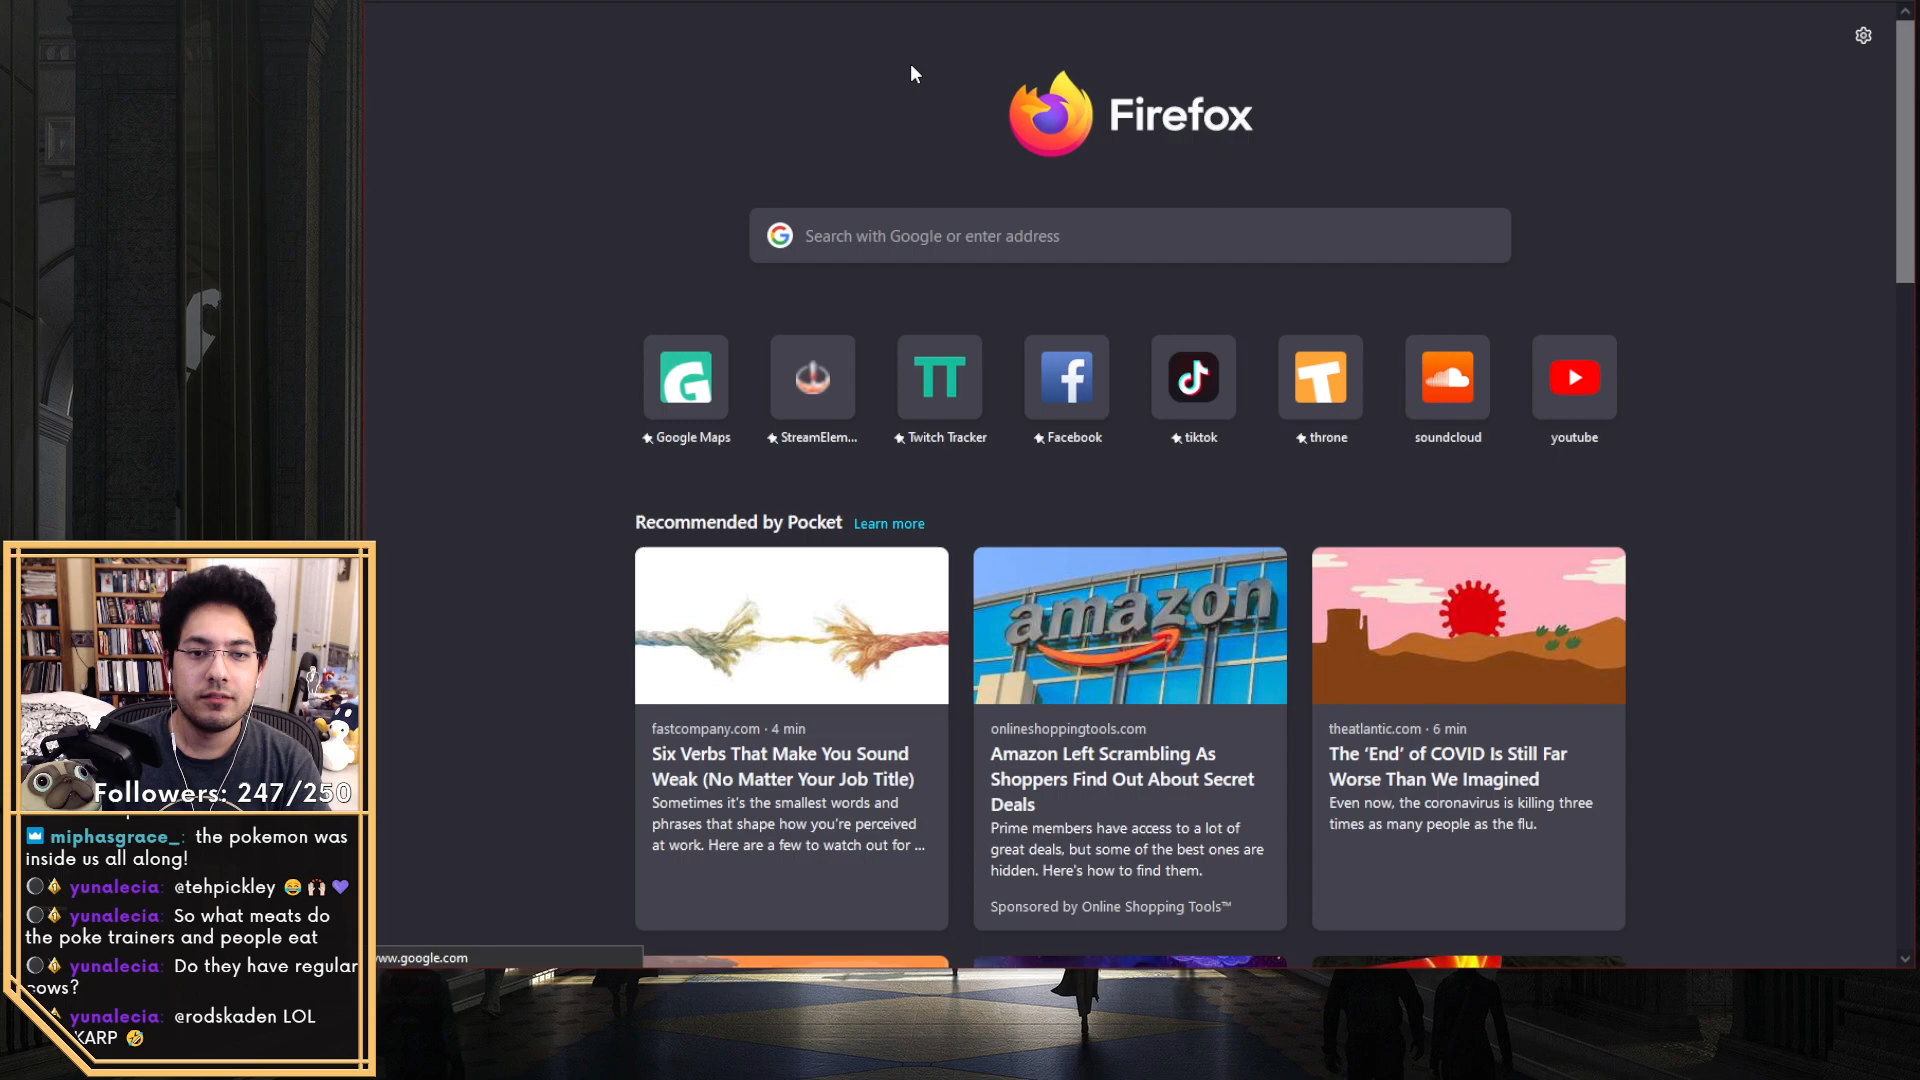 Firefox
Search with Google or enter address
Google Maps
StreamElem...
Twitch Tracker
Facebook
tiktok
throne
soundcloud
youtube
Recommended by Pocket Learn more
amazon
fastcompany.com · 4 min
Six Verbs That Make You Sound
Weak (No Matter Your Job Title)
Sometimes it's the smallest words and
phrases that shape how you're perceived
at work. Here are a few to watch out for ...
onlineshoppingtools.com
Amazon Left Scrambling As
Shoppers Find Out About Secret
Deals
Prime members have access to a lot of
great deals, but some of the best ones are
hidden. Here's how to find them.
Sponsored by Online Shopping Tools™
theatlantic.com · 6 min
The ‘End’ of COVID Is Still Far
Worse Than We Imagined
Even now, the coronavirus is killing three
times as many people as the flu.
www.google.com
Followers: 247/250
miphasgrace_: the pokemon was
inside us all along!
yunalecia: @tehpickley 😂 🙌 💜
yunalecia: So what meats do
the poke trainers and people eat
yunalecia: Do they have regular
cows?
yunalecia: @rodskaden LOL
KARP 🤣